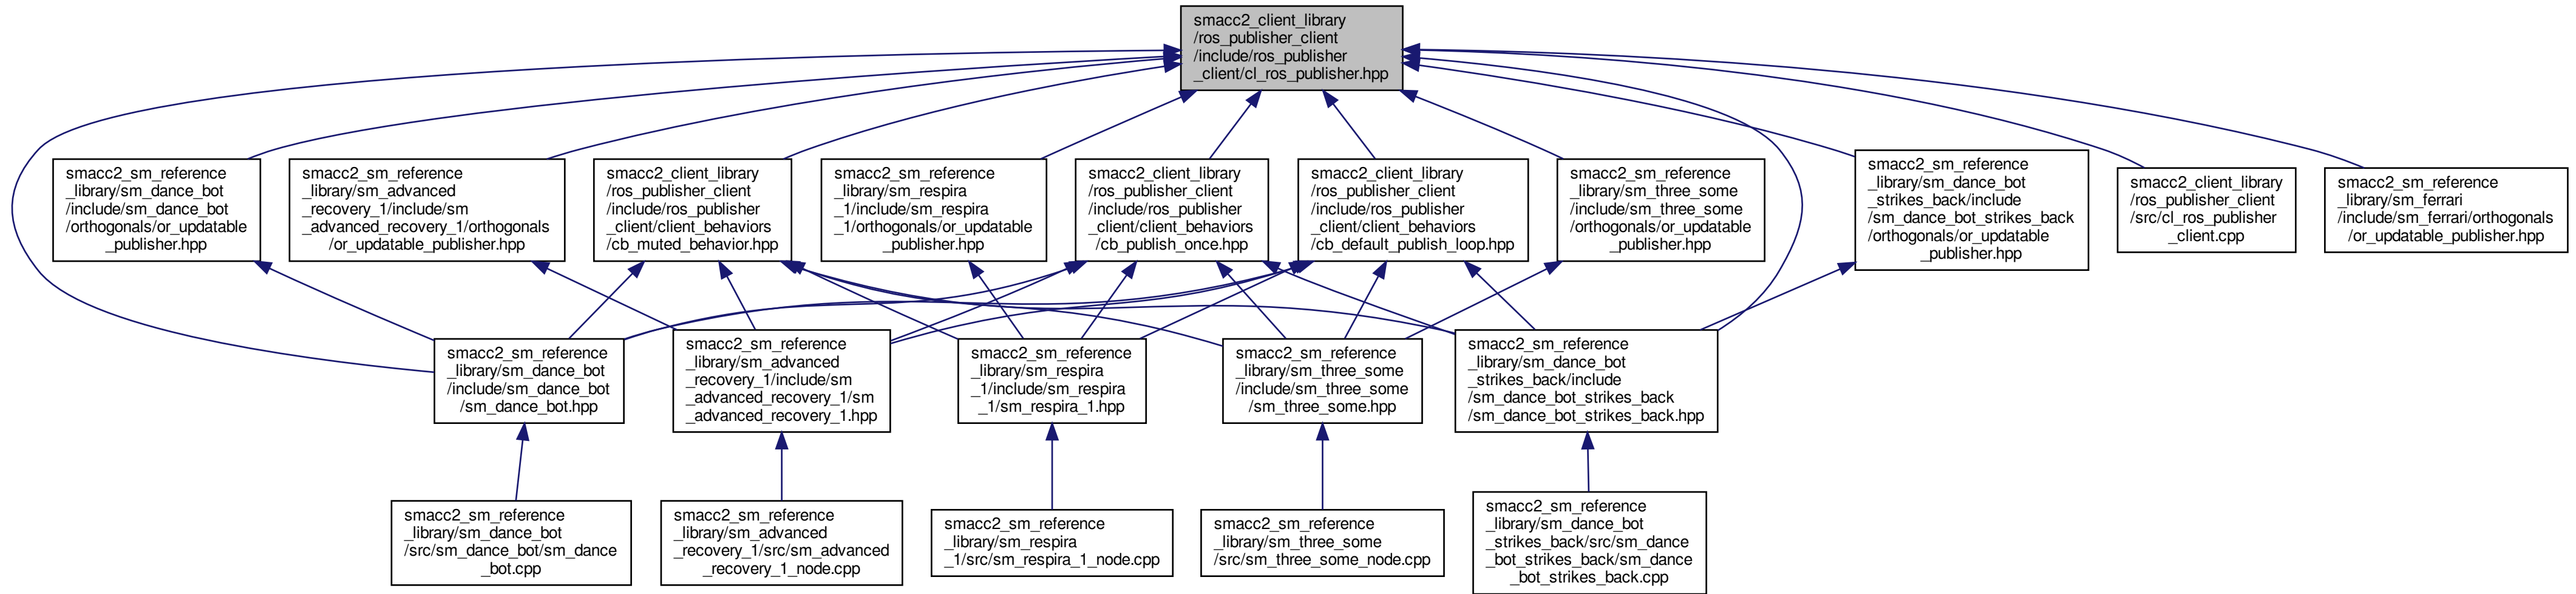 smacc2_client_library
/ros_publisher_client
/include/ros_publisher
_client/cl_ros_publisher.hpp
smacc2_sm_reference
_library/sm_dance_bot
/include/sm_dance_bot
/orthogonals/or_updatable
_publisher.hpp
smacc2_sm_reference
_library/sm_advanced
_recovery_1/include/sm
_advanced_recovery_1/orthogonals
/or_updatable_publisher.hpp
smacc2_client_library
/ros_publisher_client
/include/ros_publisher
_client/client_behaviors
/cb_muted_behavior.hpp
smacc2_sm_reference
_library/sm_respira
_1/include/sm_respira
_1/orthogonals/or_updatable
_publisher.hpp
smacc2_client_library
/ros_publisher_client
/include/ros_publisher
_client/client_behaviors
/cb_publish_once.hpp
smacc2_client_library
/ros_publisher_client
/include/ros_publisher
_client/client_behaviors
/cb_default_publish_loop.hpp
smacc2_sm_reference
_library/sm_three_some
/include/sm_three_some
/orthogonals/or_updatable
_publisher.hpp
smacc2_sm_reference
_library/sm_dance_bot
_strikes_back/include
/sm_dance_bot_strikes_back
/orthogonals/or_updatable
_publisher.hpp
smacc2_client_library
/ros_publisher_client
/src/cl_ros_publisher
_client.cpp
smacc2_sm_reference
_library/sm_ferrari
/include/sm_ferrari/orthogonals
/or_updatable_publisher.hpp
smacc2_sm_reference
_library/sm_dance_bot
/include/sm_dance_bot
/sm_dance_bot.hpp
smacc2_sm_reference
_library/sm_advanced
_recovery_1/include/sm
_advanced_recovery_1/sm
_advanced_recovery_1.hpp
smacc2_sm_reference
_library/sm_respira
_1/include/sm_respira
_1/sm_respira_1.hpp
smacc2_sm_reference
_library/sm_three_some
/include/sm_three_some
/sm_three_some.hpp
smacc2_sm_reference
_library/sm_dance_bot
_strikes_back/include
/sm_dance_bot_strikes_back
/sm_dance_bot_strikes_back.hpp
smacc2_sm_reference
_library/sm_dance_bot
/src/sm_dance_bot/sm_dance
_bot.cpp
smacc2_sm_reference
_library/sm_advanced
_recovery_1/src/sm_advanced
_recovery_1_node.cpp
smacc2_sm_reference
_library/sm_respira
_1/src/sm_respira_1_node.cpp
smacc2_sm_reference
_library/sm_three_some
/src/sm_three_some_node.cpp
smacc2_sm_reference
_library/sm_dance_bot
_strikes_back/src/sm_dance
_bot_strikes_back/sm_dance
_bot_strikes_back.cpp